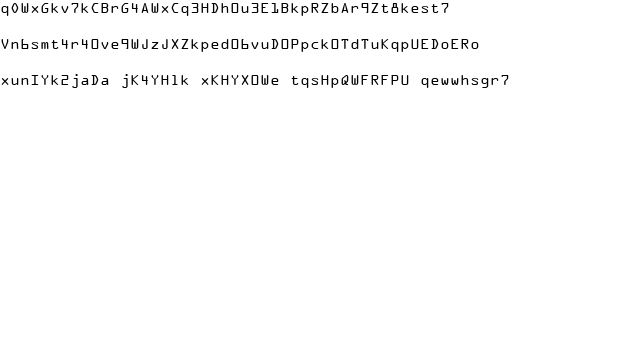 q0WxGkv7kCBrG4AWxCq3HDhOu3E1BkpRZbAr9Zt8kest7
Vn6smt4r4Ove9WJzJXZkpedO6vuDOPpckOTdTuKqpUEDoERo
xunIYk2jaDa jK4YH1k xKHYXOWe tqsHpQWFRFPU qewwhsgr7